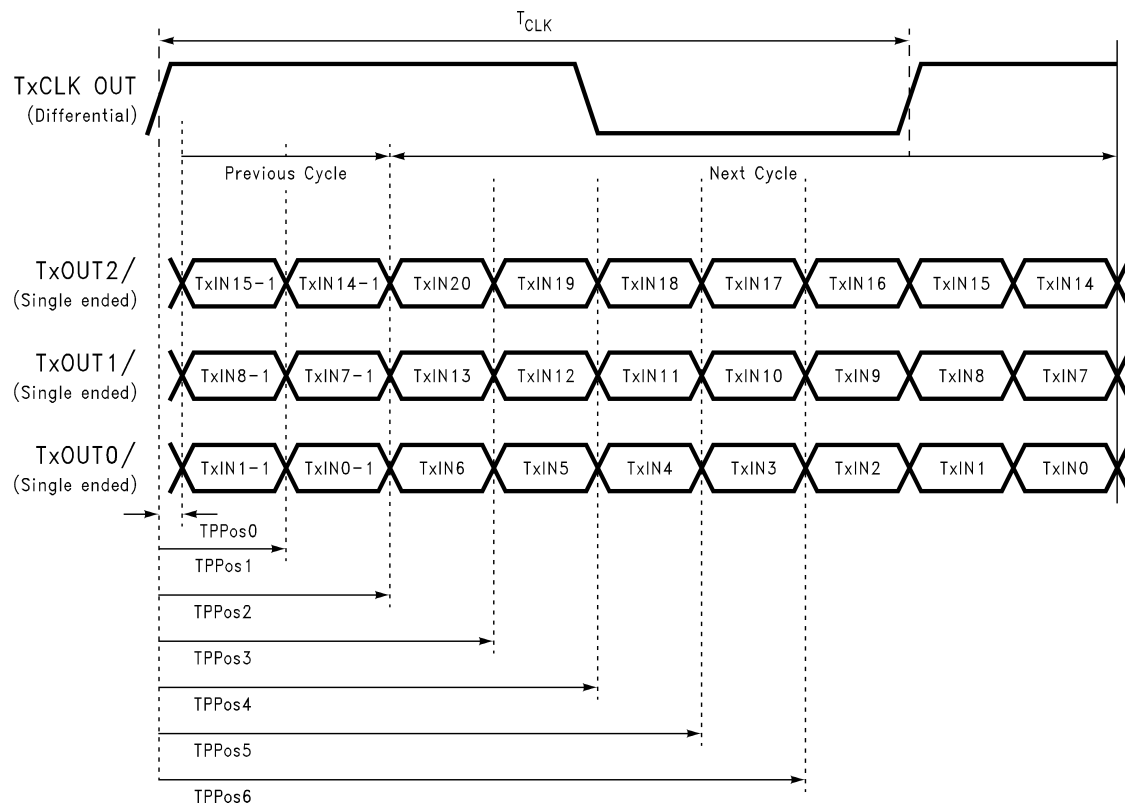 TCLK
TxCLK OUT
(Differential)
Previous Cycle
Next Cycle
TxOUT2/
(Single ended)
TxIN15-1 TxIN14-1 TxIN20 TxIN19 TxIN18 TxIN17 TxIN16 TxIN15 TxIN14
TxOUT1/
(Single ended)
TxIN8-1 TxIN7-1 TxIN13 TxIN12 TxIN11 TxIN10 TxIN9 TxIN8 TxIN7
TxOUT0/
(Single ended)
TxIN1-1 TxIN0-1 TxIN6 TxIN5 TxIN4 TxIN3 TxIN2 TxIN1 TxIN0
TPPos0
TPPos1
TPPos2
TPPos3
TPPos4
TPPos5
TPPos6